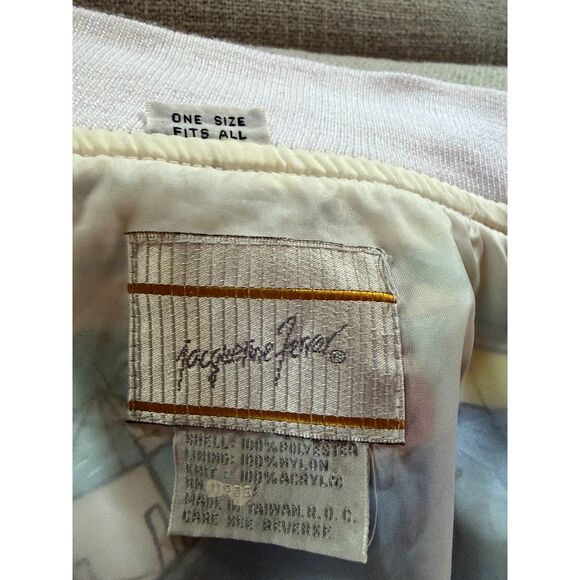 ONE SIZE
FITS ALL
jacqueline Ferrar ®
SHELL: 100% POLYESTER
LINING: 100% NYLON
KNIT : 100% ACRYLIC
RN
MADE IN TAIWAN, R.O.C.
CARE SEE REVERSE